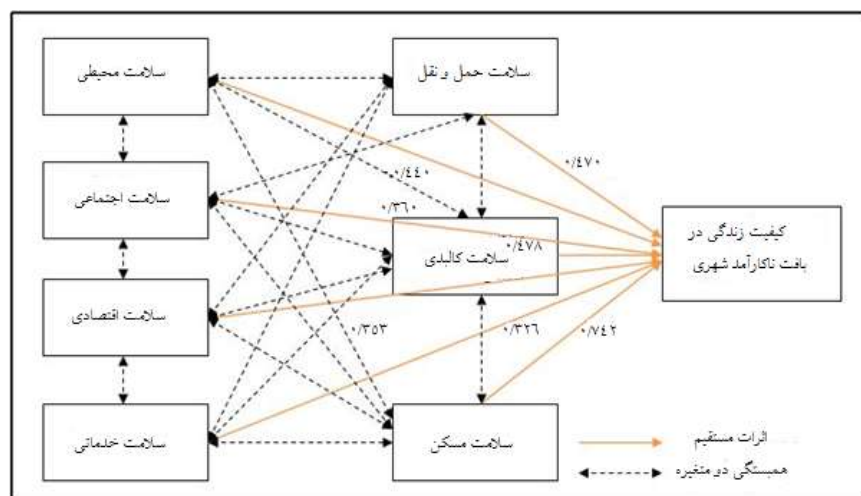 سلامت محیطی
سلامت حمل و نقل
۰/۴۷۰
۰/۴۴۰
سلامت اجتماعی
۰/۳۶۰
کیفیت زندگی در
بافت ناکارآمد شهری
۰/۴۷۸
سلامت کالبدی
سلامت اقتصادی
۰/۳۵۳
۰/۳۲۶
۰/۷۴۲
سلامت خدماتی
سلامت مسکن
اثرات مستقیم
همبستگی دو متغیره